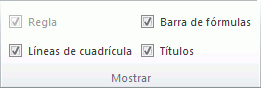 Regla
Barra de fórmulas
Líneas de cuadrícula
Títulos
Mostrar